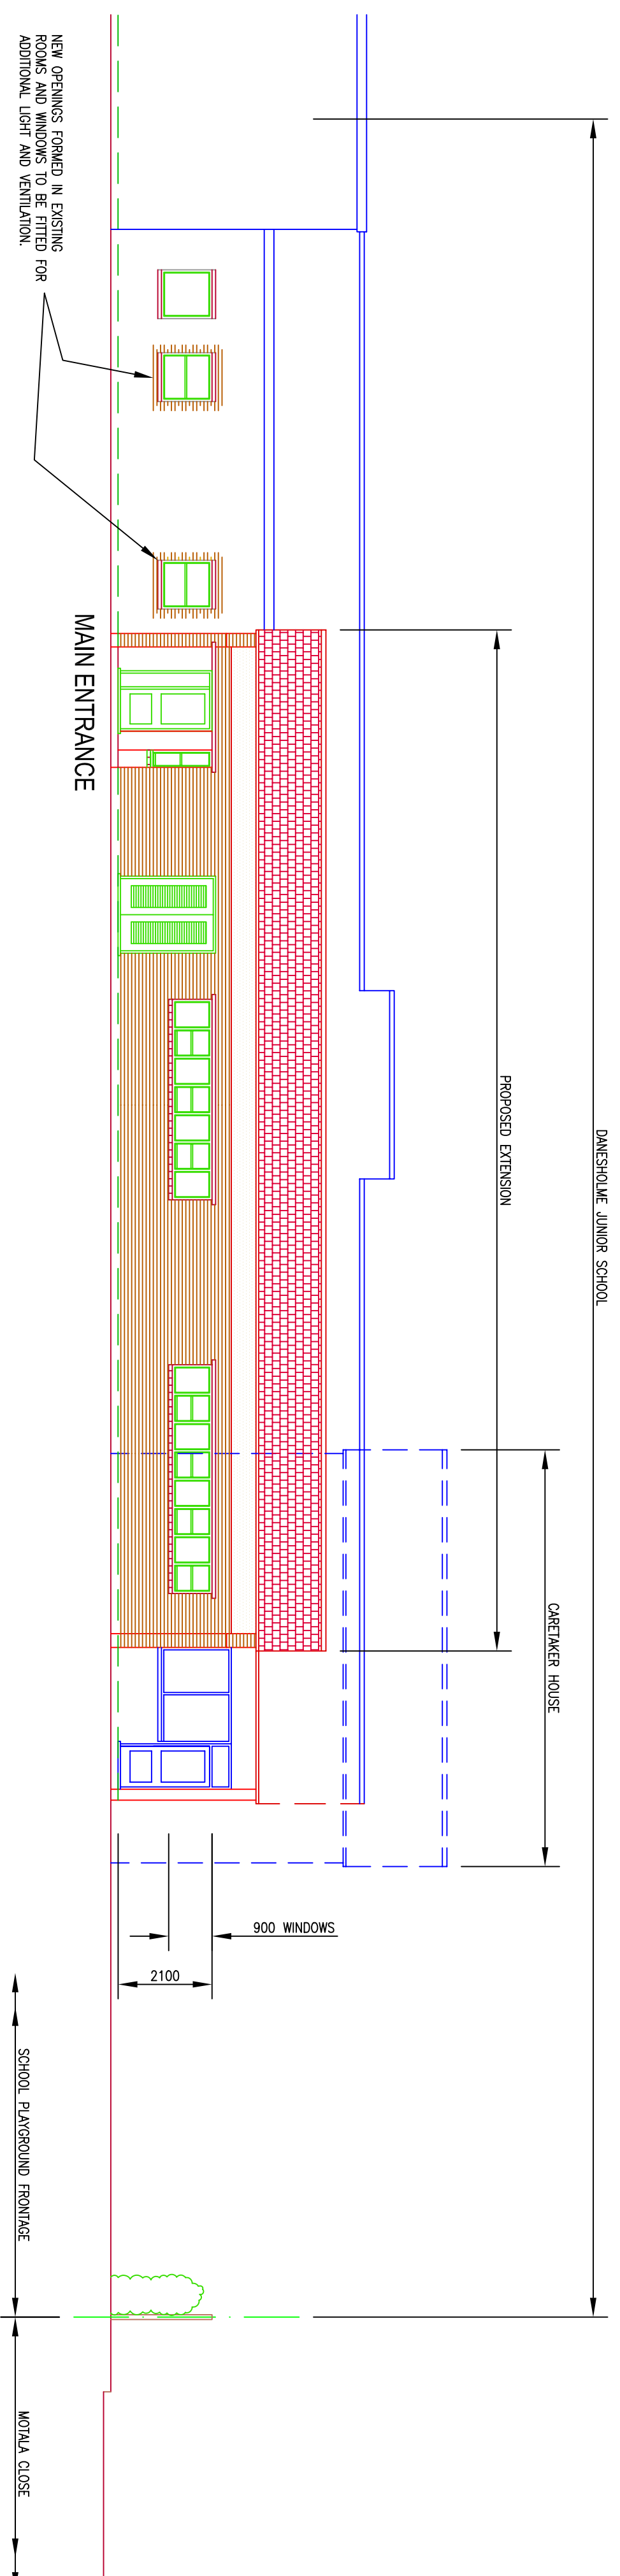 DANESHOLME JUNIOR SCHOOL
CARETAKER HOUSE
PROPOSED EXTENSION
900 WINDOWS
2100
MAIN ENTRANCE
NEW OPENINGS FORMED IN EXISTING
ROOMS AND WINDOWS TO BE FITTED FOR
ADDITIONAL LIGHT AND VENTILATION.
SCHOOL PLAYGROUND FRONTAGE
MOTALA CLOSE